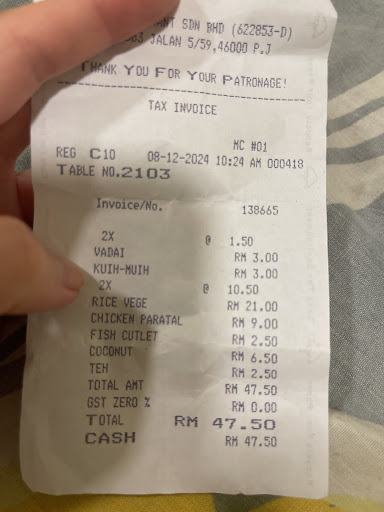 SDN BHD (622853-D)
JALAN 5/59,46000 P.J
THANK YOU FOR YOUR PATRONAGE!
TAX INVOICE
MC #01
REG C10 08-12-2024 10:24 AM 000418
TABLE NO.2103
Invoice/No. 138665
2X @ 1.50
VADAI RM 3.00
KUIH-MUIH RM 3.00
2X @ 10.50
RICE VEGE RM 21.00
CHICKEN PARATAL RM 9.00
FISH CUTLET RM 2.50
COCONUT RM 6.50
TEH RM 2.50
TOTAL AMT RM 47.50
GST ZERO % RM 0.00
TOTAL RM 47.50
CASH RM 47.50